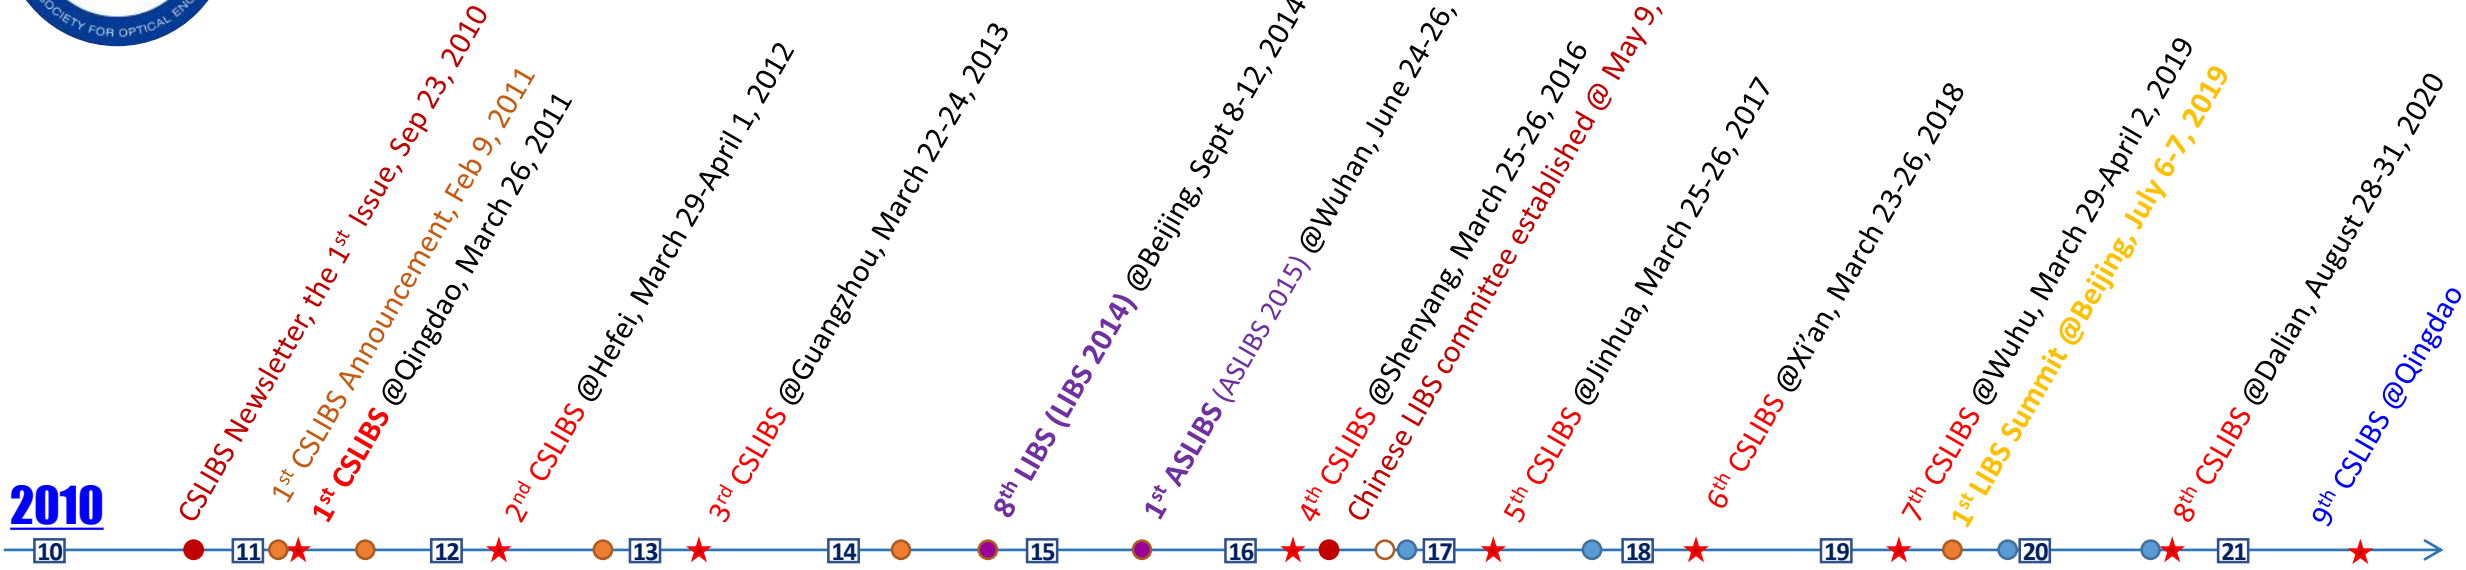 SOCIETY FOR OPTICAL ENG
CSLIBS Newsletter, the 1st Issue, Sep 23, 2010
1st CSLIBS Announcement, Feb 9, 2011
1st CSLIBS @Qingdao, March 26, 2011
2nd CSLIBS @Hefei, March 29-April 1, 2012
3rd CSLIBS @Guangzhou, March 22-24, 2013
8th LIBS (LIBS 2014) @Beijing, Sept 8-12, 2014
1st ASLIBS (ASLIBS 2015) @Wuhan, June 24-26,
4th CSLIBS @Shenyang, March 25-26, 2016
Chinese LIBS committee established @ May 9,
5th CSLIBS @Jinhua, March 25-26, 2017
6th CSLIBS @Xi’an, March 23-26, 2018
7th CSLIBS @Wuhu, March 29-April 2, 2019
1st LIBS Summit @Beijing, July 6-7, 2019
8th CSLIBS @Dalian, August 28-31, 2020
9th CSLIBS @Qingdao
2010
10 11 12 13 14 15 16 17 18 19 20 21